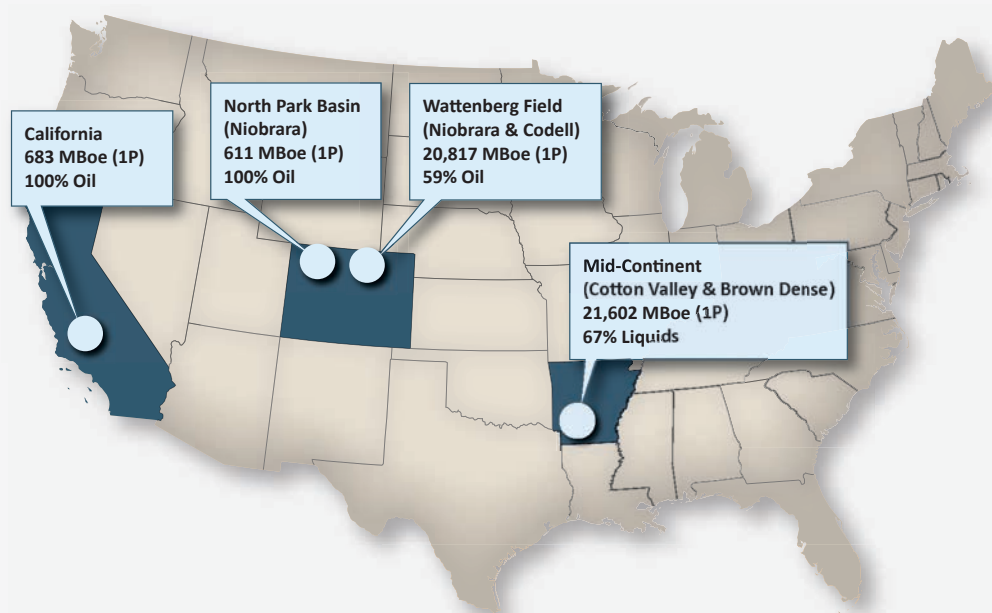 California
683 MBoe (1P)
100% Oil
North Park Basin
(Niobrara)
611 MBoe (1P)
100% Oil
Wattenberg Field
(Niobrara & Codell)
20,817 MBoe (1P)
59% Oil
Mid-Continent
(Cotton Valley & Brown Dense)
21,602 MBoe (1P)
67% Liquids